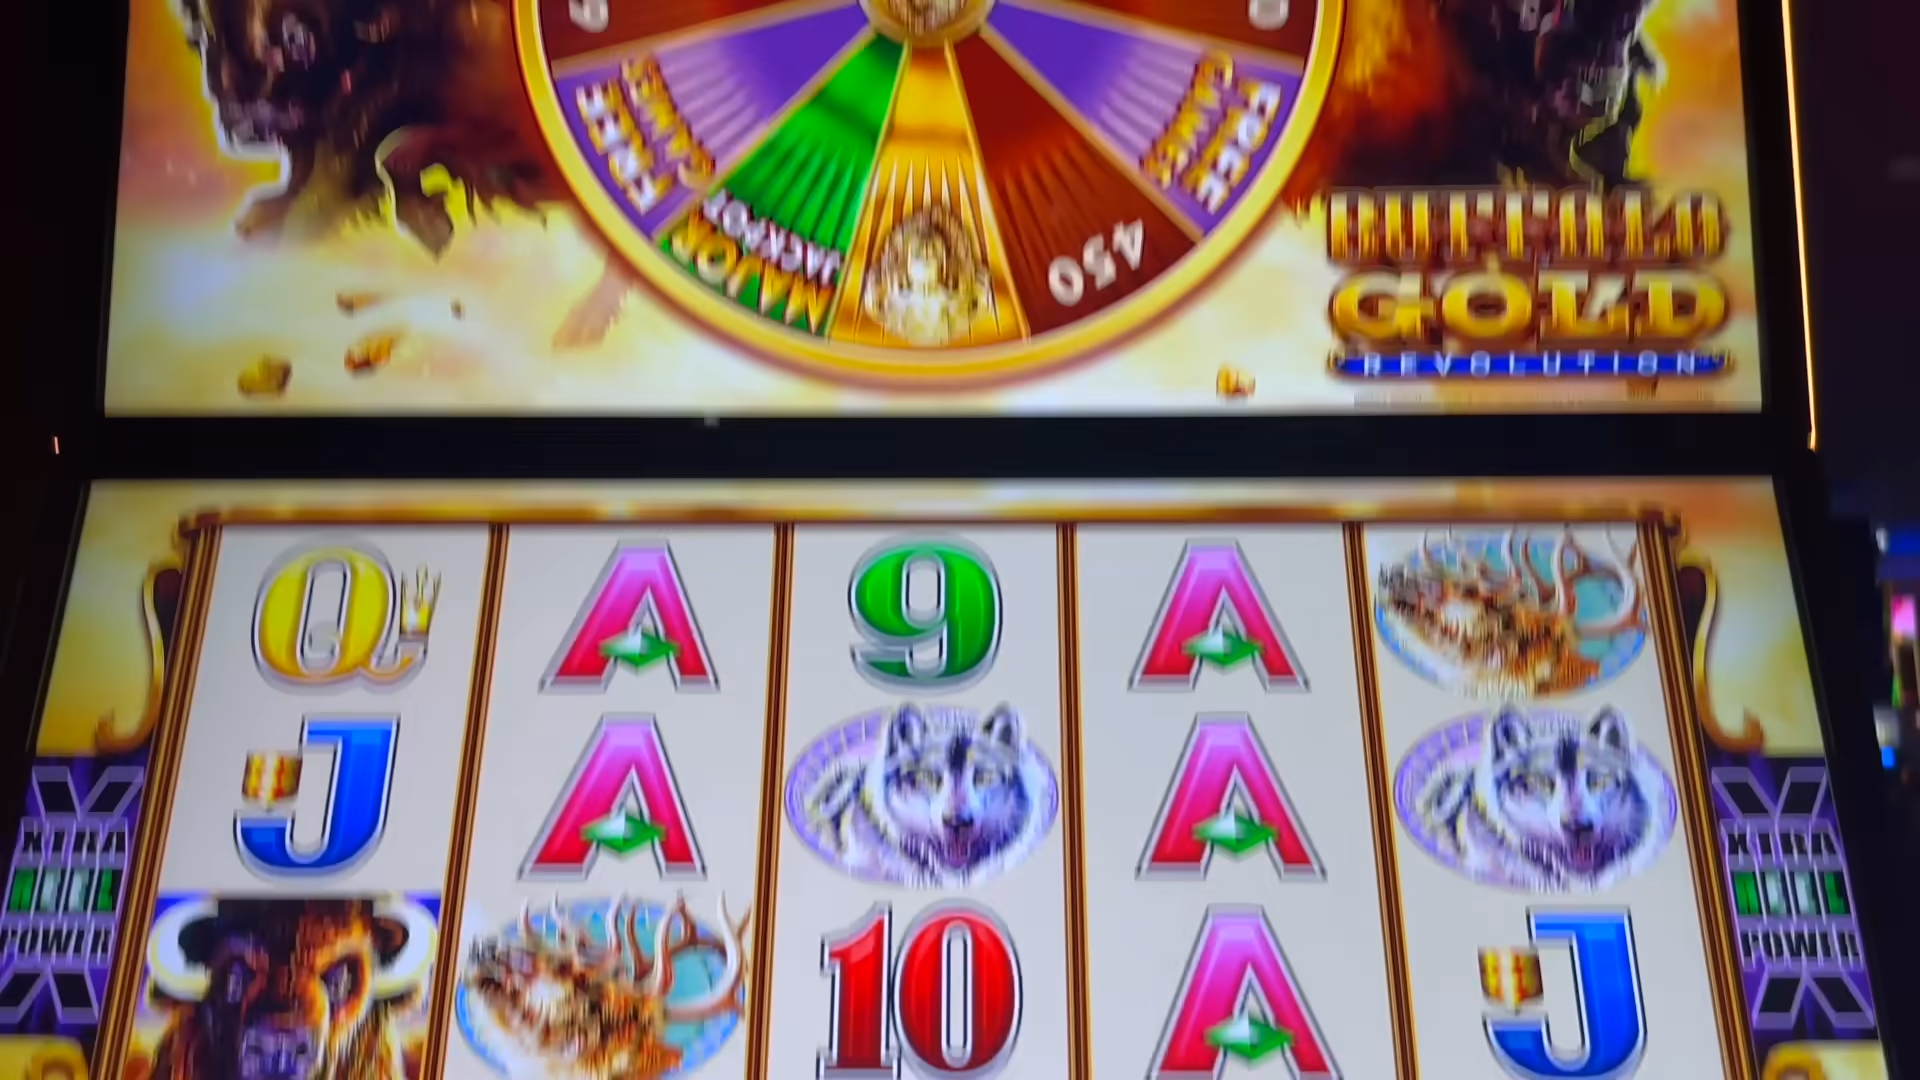 FREE
GAMES
MAJOR
JACKPOT
450
FREE
GAMES
BUFFALO
GOLD
REVOLUTION
Q A 9 A
J A A
10 A J
XTRA
REEL
POWER
XTRA
REEL
POWER